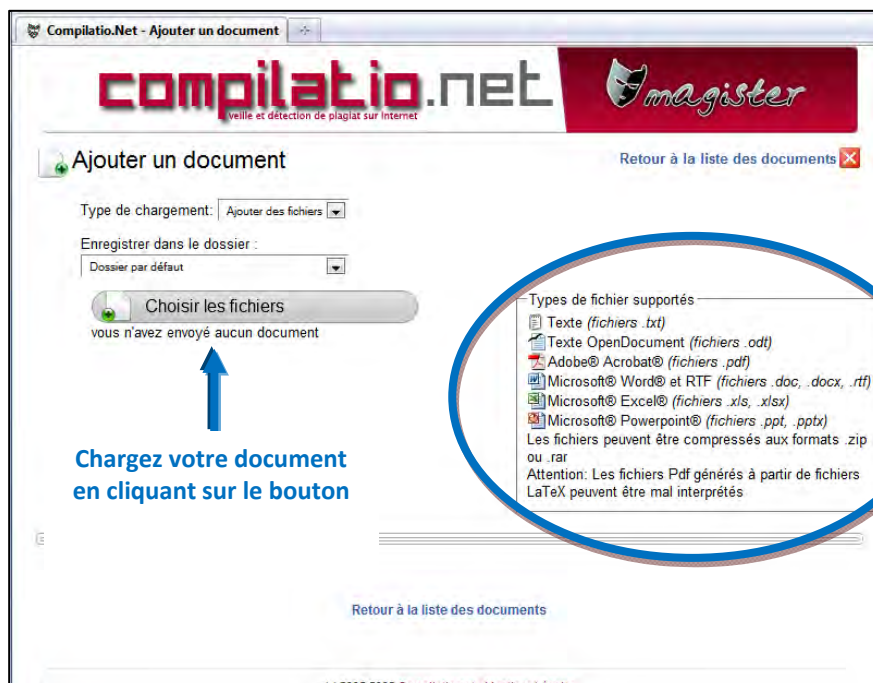 Compilatio.Net - Ajouter un document
compilatio.net
veille et détection de plagiat sur Internet
magister
Ajouter un document
Retour à la liste des documents
Type de chargement: Ajouter des fichiers
Enregistrer dans le dossier :
Dossier par défaut
Choisir les fichiers
vous n'avez envoyé aucun document
Chargez votre document
en cliquant sur le bouton
Types de fichier supportés
Texte (fichiers .txt)
Texte OpenDocument (fichiers .odt)
Adobe® Acrobat® (fichiers .pdf)
Microsoft® Word® et RTF (fichiers .doc, .docx, .rtf)
Microsoft® Excel® (fichiers .xls, .xlsx)
Microsoft® Powerpoint® (fichiers .ppt, .pptx)
Les fichiers peuvent être compressés aux formats .zip
ou .rar
Attention: Les fichiers Pdf générés à partir de fichiers
LaTeX peuvent être mal interprétés
Retour à la liste des documents